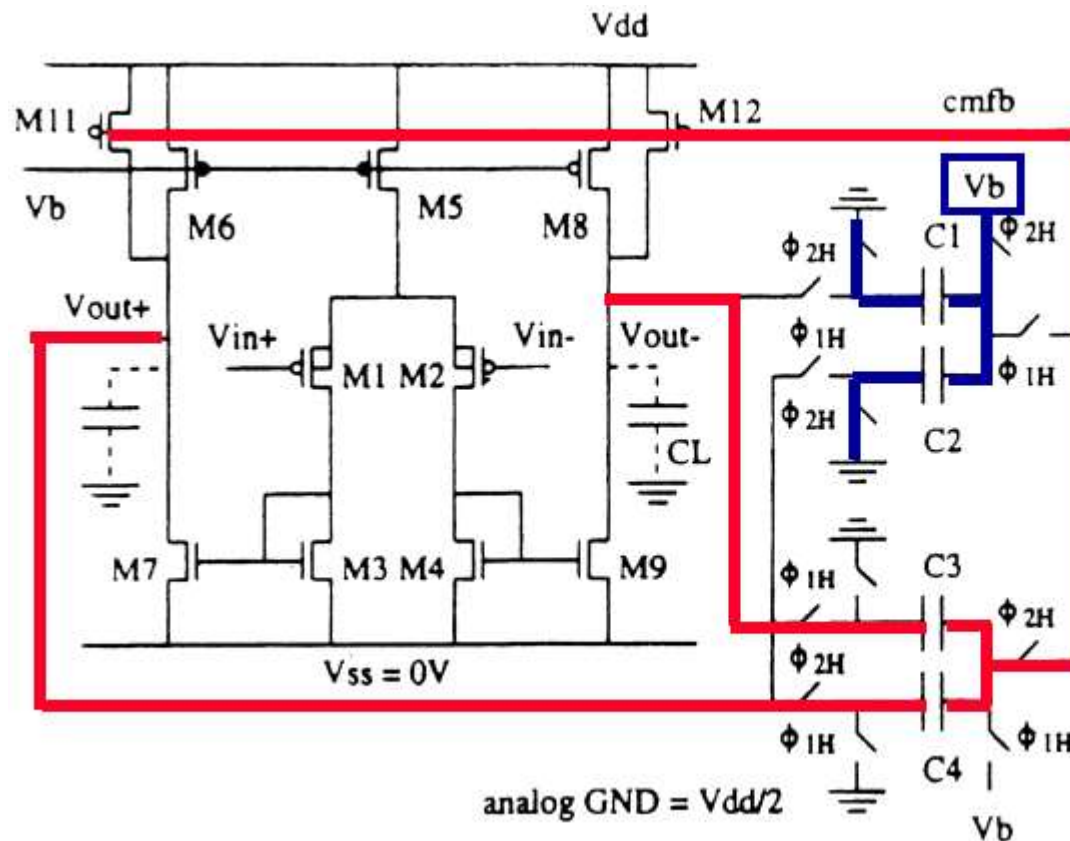 Vdd
M11
M12
cmfb
Vb
Vb
M6
M5
M8
Φ2H
C1
Φ2H
Vout+
Vin+
Vin-
Vout-
Φ1H
M1 M2
Φ1H
Φ2H
C2
CL
M7
M3 M4
M9
Φ1H
C3
Φ2H
Vss = 0V
Φ2H
Φ1H
C4
Φ1H
analog GND = Vdd/2
Vb